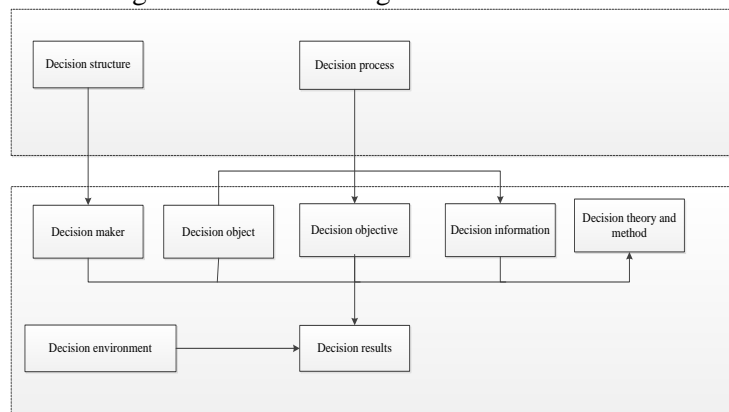 Decision structure
Decision process
Decision maker
Decision object
Decision objective
Decision information
Decision theory and
method
Decision environment
Decision results